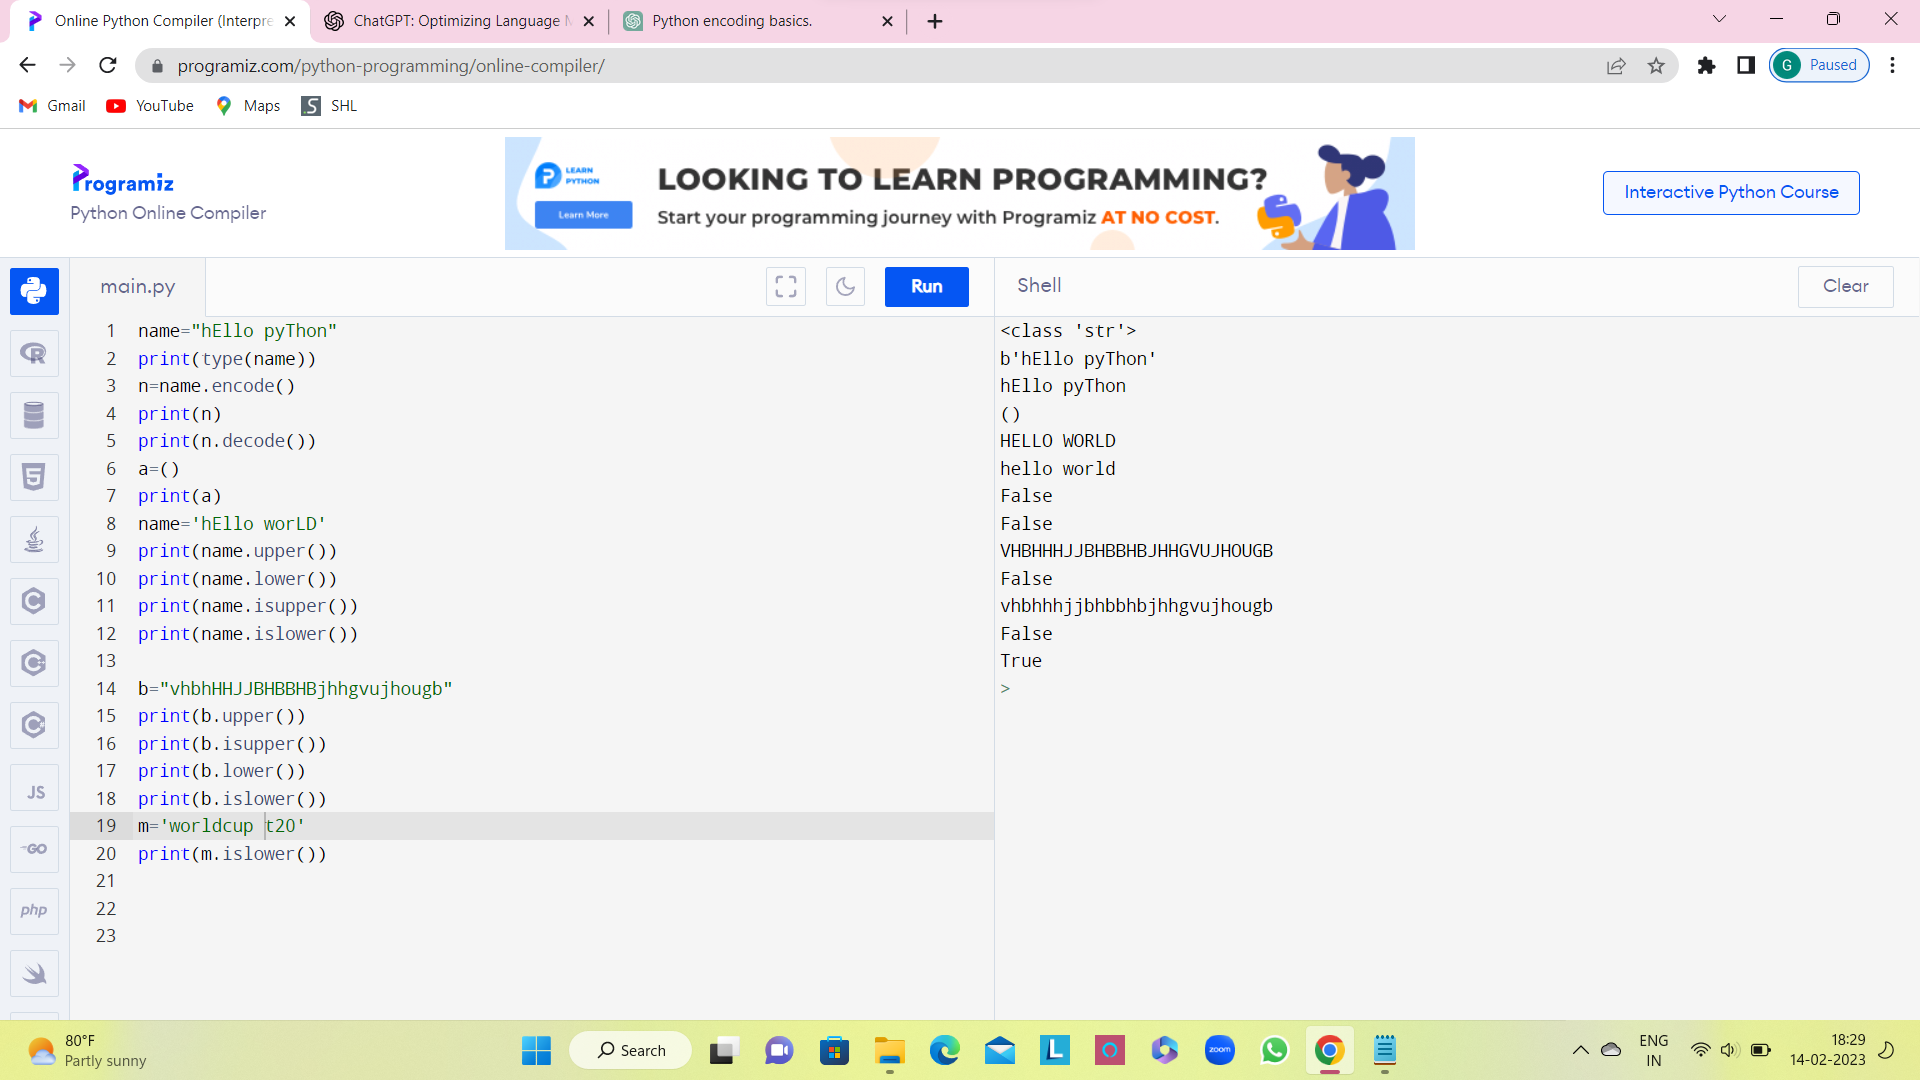 Online Python Compiler (Interpre
ChatGPT: Optimizing Language M
Python encoding basics.
programiz.com/python-programming/online-compiler/
G Paused
Gmail
YouTube
Maps
SHL
Programiz
Python Online Compiler
LEARN PYTHON
Learn More
LOOKING TO LEARN PROGRAMMING?
Start your programming journey with Programiz AT NO COST.
Interactive Python Course
main.py
Run
Shell
Clear
1 name="hEllo pyThon"
2 print(type(name))
3 n=name.encode()
4 print(n)
5 print(n.decode())
6 a=()
7 print(a)
8 name='hEllo worLD'
9 print(name.upper())
10 print(name.lower())
11 print(name.isupper())
12 print(name.islower())
13
14 b="vhbhHHJJBHBBHBjhhgvujhougb"
15 print(b.upper())
16 print(b.isupper())
17 print(b.lower())
18 print(b.islower())
19 m='worldcup t20'
20 print(m.islower())
21
22
23
<class 'str'>
b'hEllo pyThon'
hEllo pyThon
()
HELLO WORLD
hello world
False
False
VHBHHHJJBHBBHBJHHGVUJHOUGB
False
vhbhhhjjbhbbhbjhhgvujhougb
False
True
>
JS
GO
php
80°F
Partly sunny
Search
zoom
ENG
IN
18:29
14-02-2023